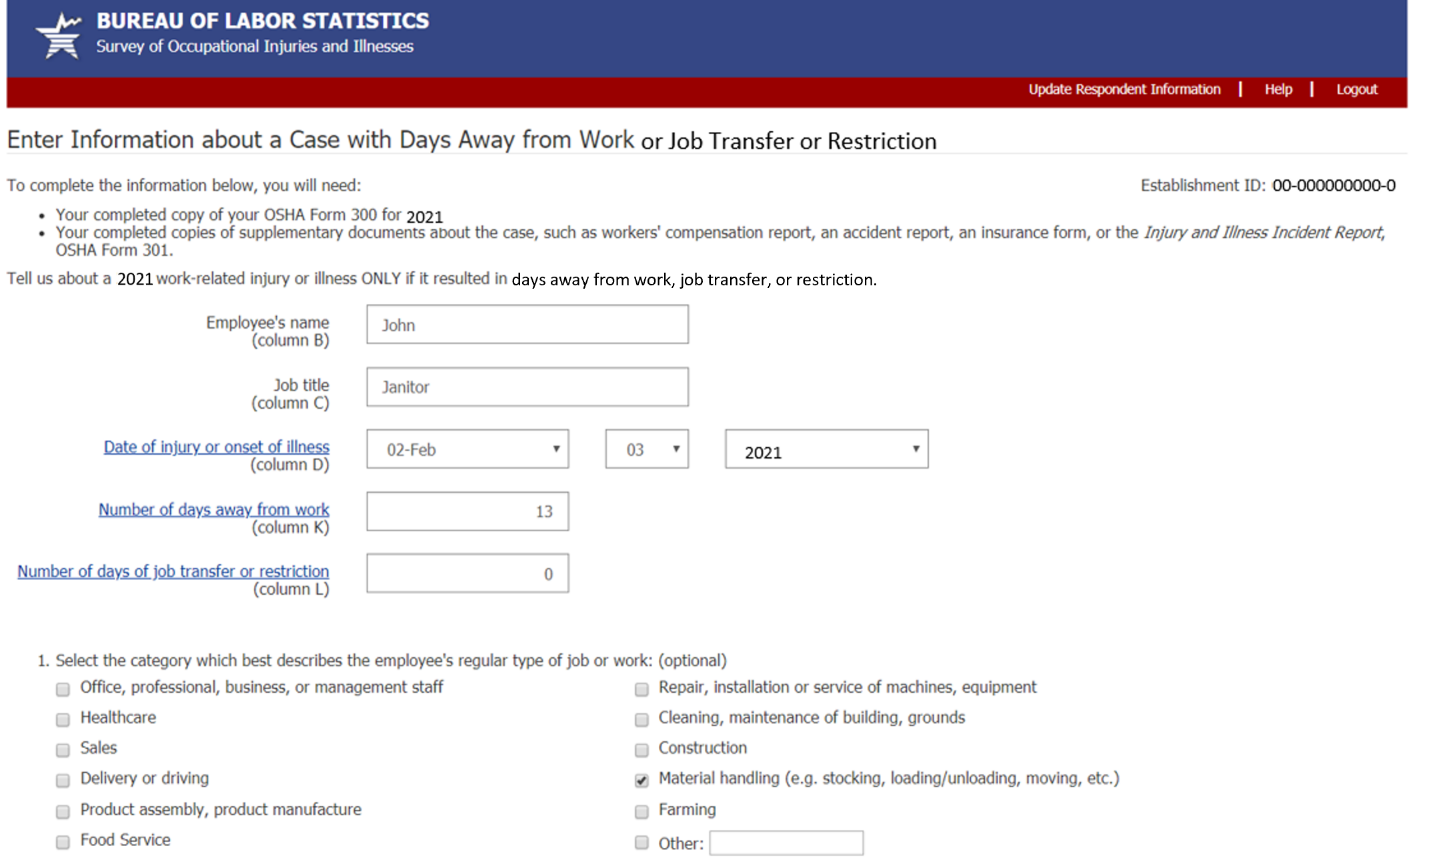 BUREAU OF LABOR STATISTICS
Survey of Occupational Injuries and Illnesses
Update Respondent Information | Help | Logout
Enter Information about a Case with Days Away from Work or Job Transfer or Restriction
To complete the information below, you will need:
Establishment ID: 00-000000000-0
• Your completed copy of your OSHA Form 300 for 2021
• Your completed copies of supplementary documents about the case, such as workers' compensation report, an accident report, an insurance form, or the Injury and Illness Incident Report,
OSHA Form 301.
Tell us about a 2021 work-related injury or illness ONLY if it resulted in days away from work, job transfer, or restriction.
Employee's name
(column B)
John
Job title
(column C)
Janitor
Date of injury or onset of illness
(column D)
02-Feb 03 2021
Number of days away from work
(column K)
13
Number of days of job transfer or restriction
(column L)
0
1. Select the category which best describes the employee's regular type of job or work: (optional)
Office, professional, business, or management staff
Healthcare
Sales
Delivery or driving
Product assembly, product manufacture
Food Service
Repair, installation or service of machines, equipment
Cleaning, maintenance of building, grounds
Construction
Material handling (e.g. stocking, loading/unloading, moving, etc.)
Farming
Other: